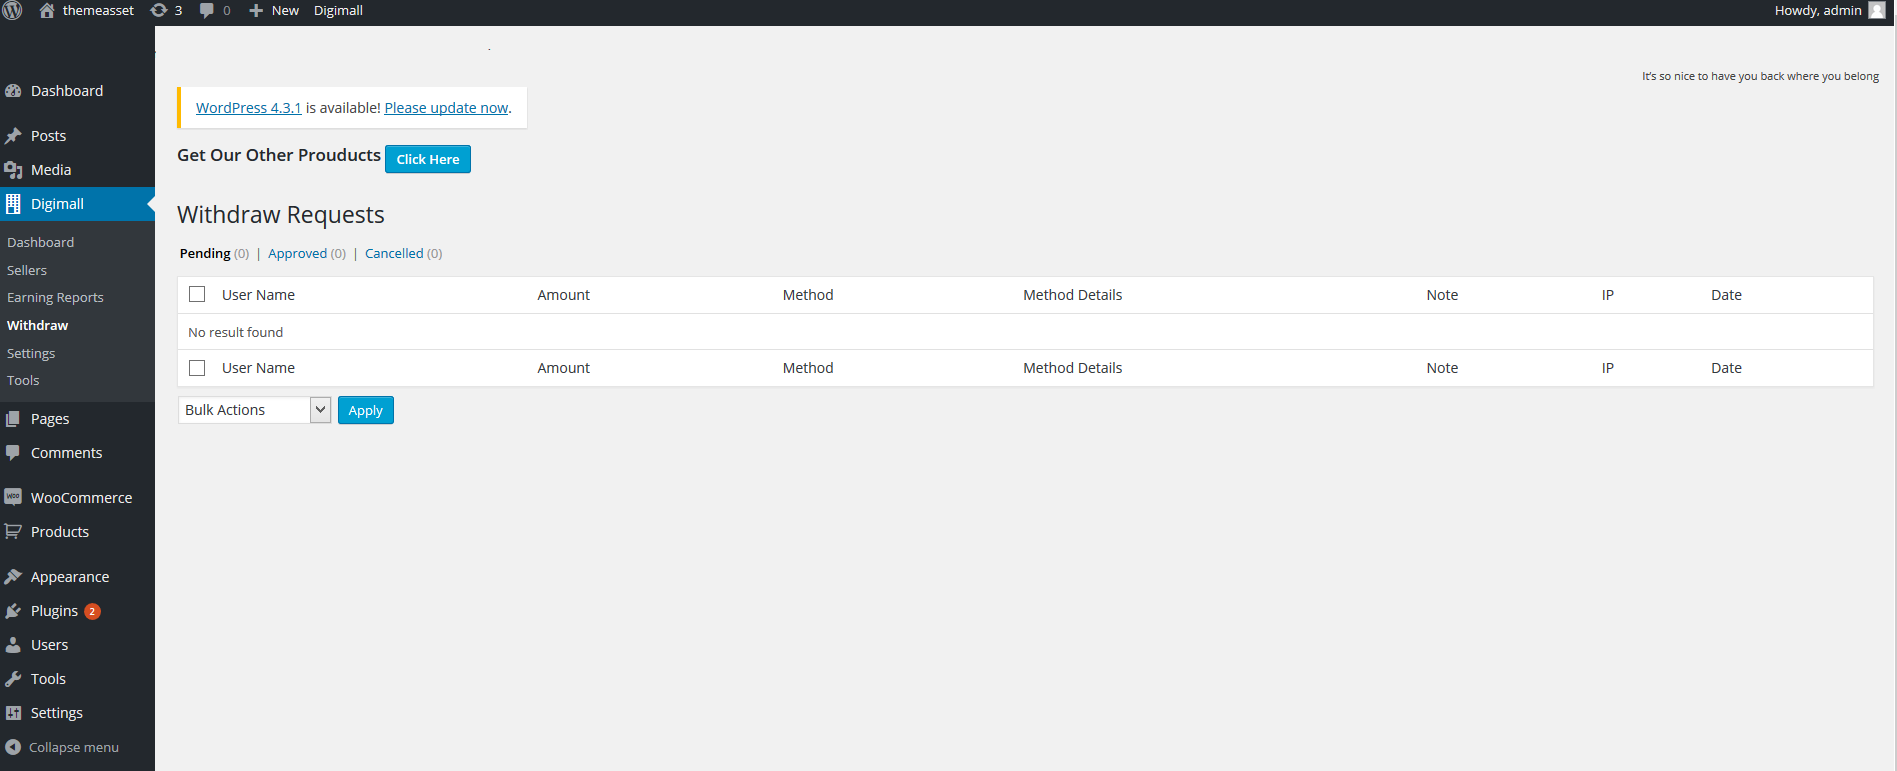 themeasset 3 0 New Digimall Howdy, admin
It's so nice to have you back where you belong
WordPress 4.3.1 is available! Please update now.
Get Our Other Prouducts Click Here
Withdraw Requests
Pending (0) | Approved (0) | Cancelled (0)
User Name Amount Method Method Details Note IP Date
No result found
User Name Amount Method Method Details Note IP Date
Bulk Actions Apply
Dashboard
Posts
Media
Digimall
Dashboard
Sellers
Earning Reports
Withdraw
Settings
Tools
Pages
Comments
WOO WooCommerce
Products
Appearance
Plugins 2
Users
Tools
Settings
Collapse menu